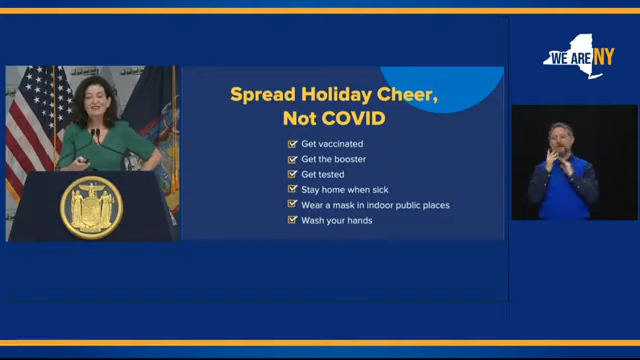 WE ARE NY
Spread Holiday Cheer,
Not COVID
Get vaccinated
Get the booster
Get tested
Stay home when sick
Wear a mask in indoor public places
Wash your hands